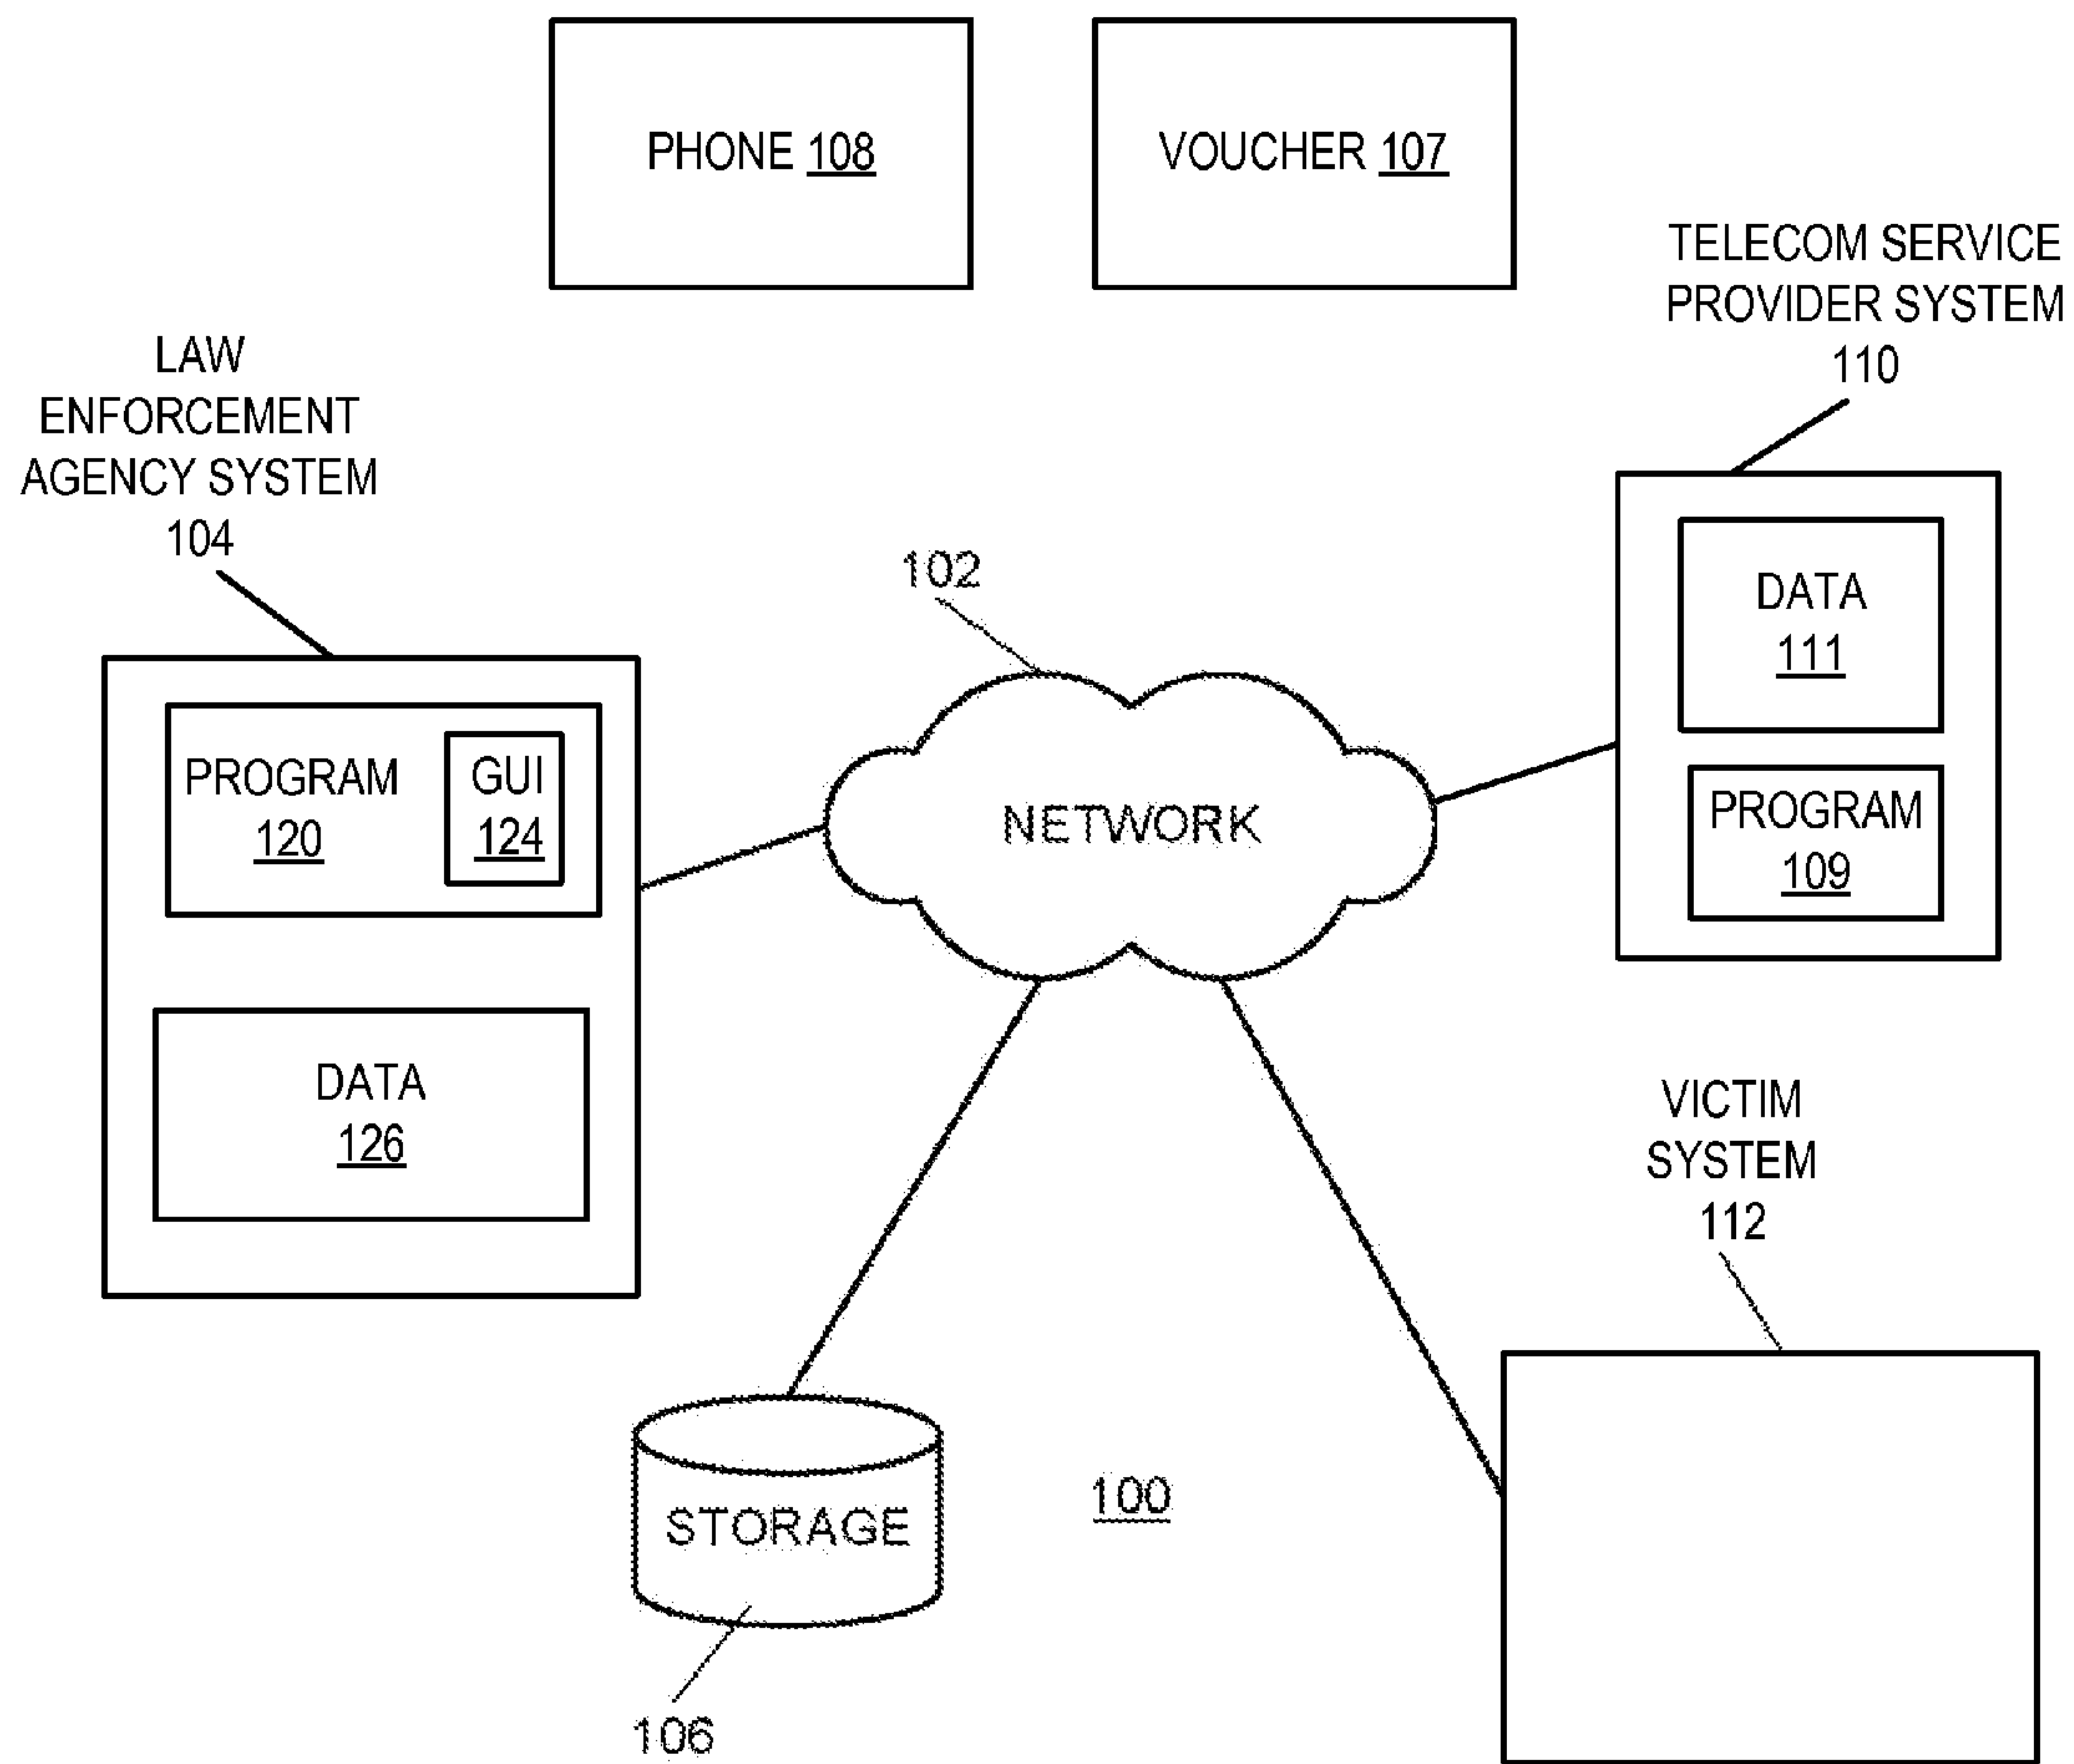 PHONE 108
VOUCHER 107
TELECOM SERVICE
PROVIDER SYSTEM
110
LAW
ENFORCEMENT
AGENCY SYSTEM
104
102
DATA
111
PROGRAM
120
GUI
124
NETWORK
PROGRAM
109
DATA
126
VICTIM
SYSTEM
112
STORAGE
100
106